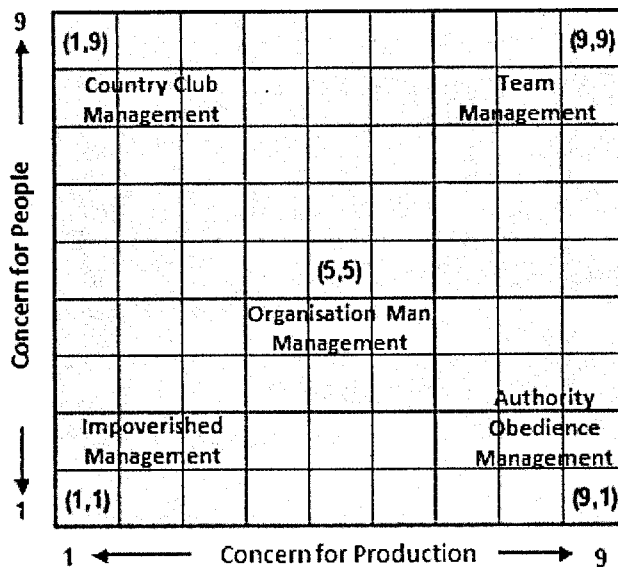 9
(1,9) (9,9)
Country Club
Management
Team
Management
Concern for People
(5,5)
Organisation Man
Management
Authority
Obedience
Management
Impoverished
Management
1
(1,1) (9,1)
1 Concern for Production 9